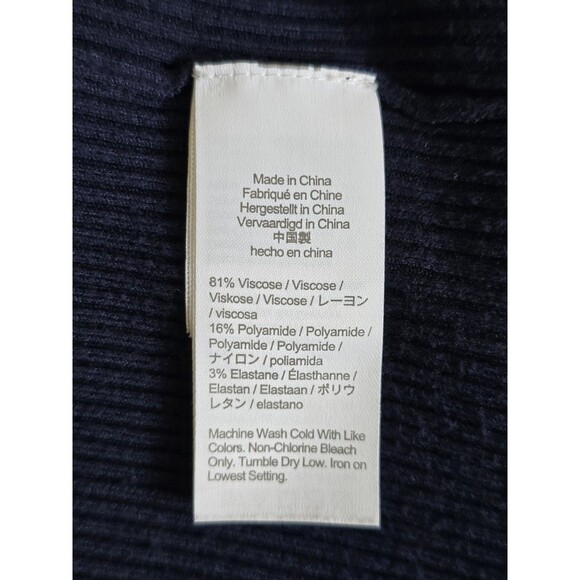 Made in China
Fabriqué en Chine
Hergestellt in China
Vervaardigd in China
中国製
hecho en china
81% Viscose / Viscose /
Viskose / Viscose / レーヨン
/ viscosa
16% Polyamide / Polyamide /
Polyamide / Polyamide /
ナイロン / poliamida
3% Elastane / Élasthanne /
Elastan / Elastaan / ポリウ
レタン / elastano
Machine Wash Cold With Like
Colors. Non-Chlorine Bleach
Only. Tumble Dry Low. Iron on
Lowest Setting.